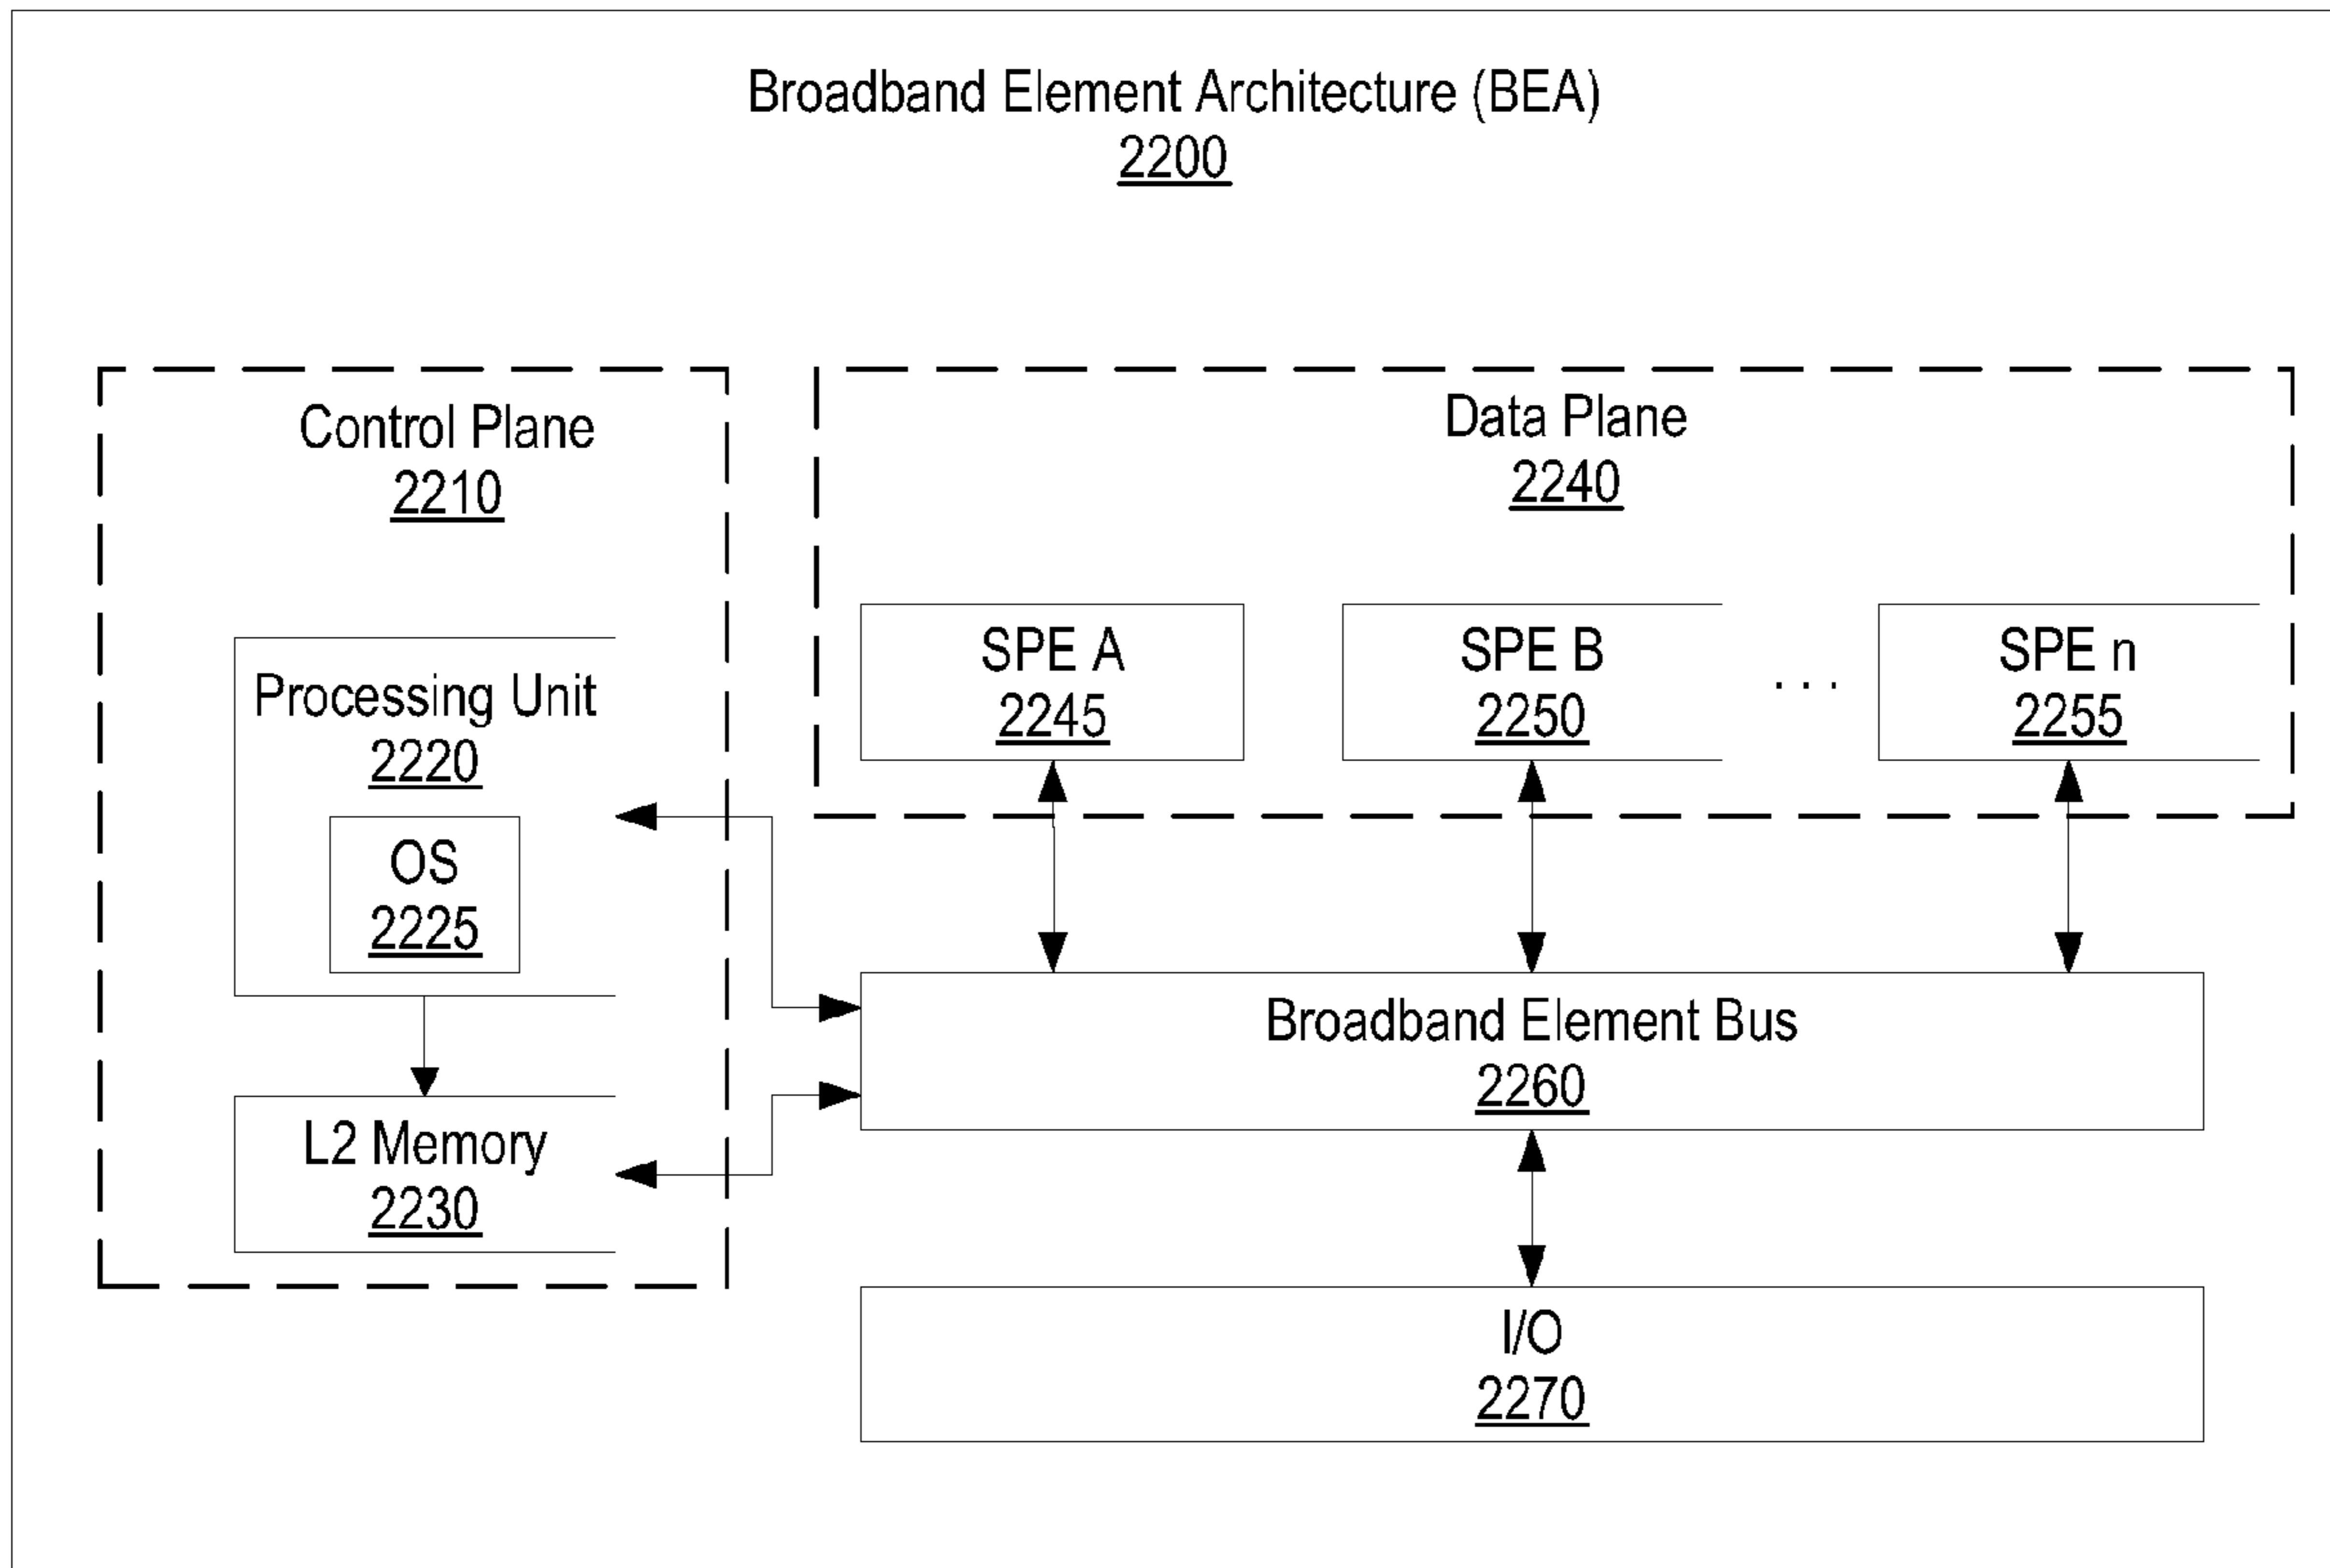 Broadband Element Architecture (BEA)
2200
Control Plane
2210
Processing Unit
2220
OS
2225
L2 Memory
2230
Data Plane
2240
SPE A
2245
SPE B
2250
. . .
SPE n
2255
Broadband Element Bus
2260
I/O
2270